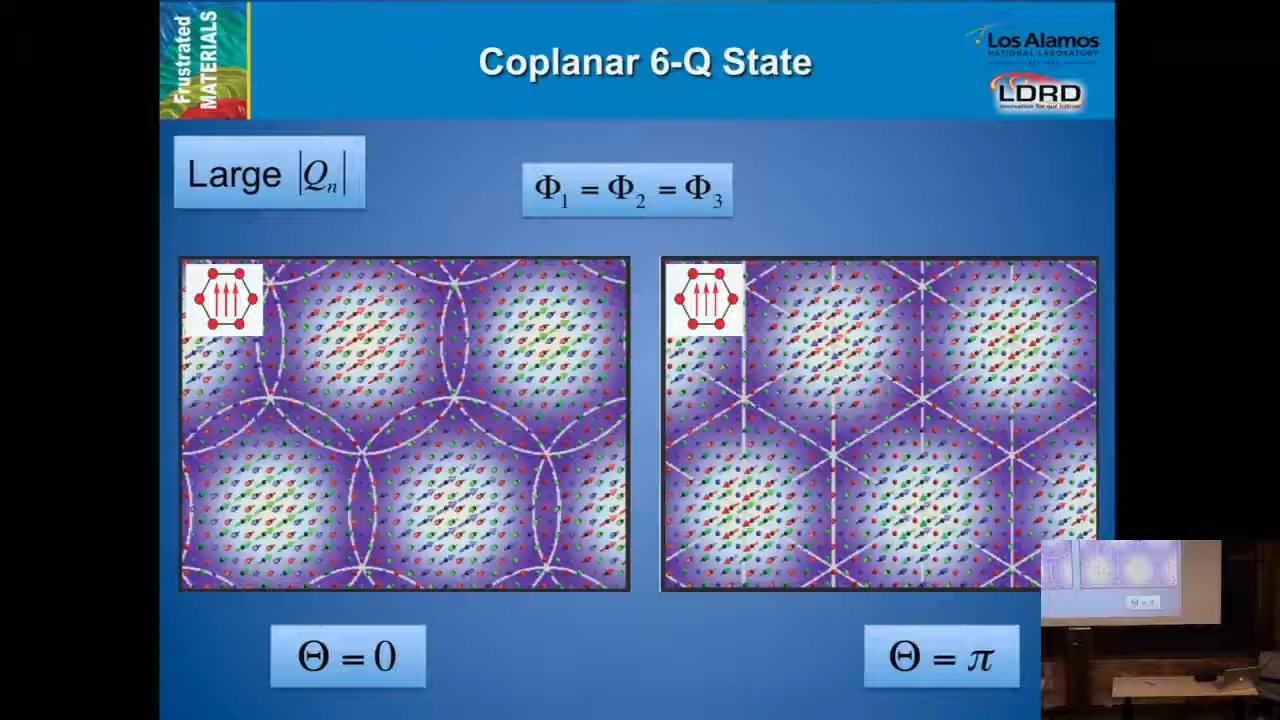 Frustrated
MATERIALS
Coplanar 6-Q State
Los Alamos
NATIONAL LABORATORY
LDRD
Large |Qₙ|
Φ₁ = Φ₂ = Φ₃
Θ = 0
Θ = π